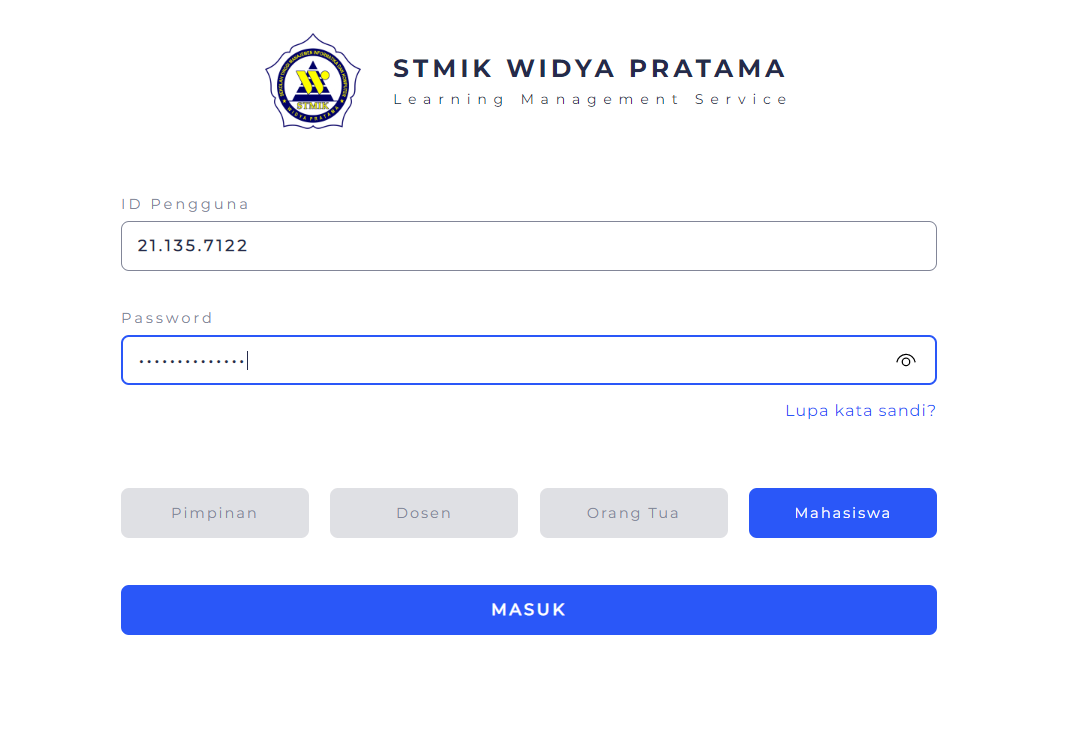 STMIK WIDYA PRATAMA
Learning Management Service
STMIK
WIDYA PRATAMA
ID Pengguna
21.135.7122
Password
••••••••••••••
Lupa kata sandi?
Pimpinan
Dosen
Orang Tua
Mahasiswa
MASUK